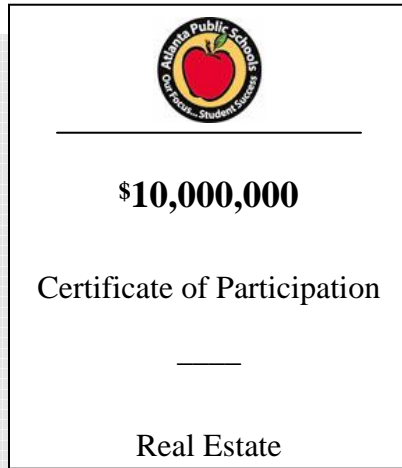 Atlanta Public Schools
Our Focus... Student Success
$10,000,000
Certificate of Participation
Real Estate